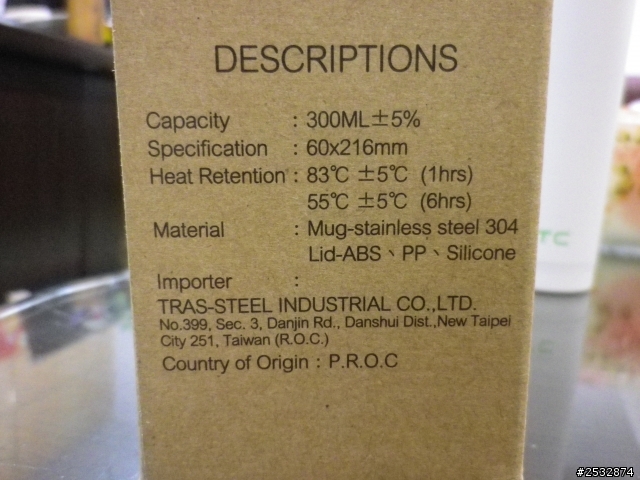 DESCRIPTIONS
Capacity : 300ML±5%
Specification : 60x216mm
Heat Retention : 83℃ ±5℃ (1hrs)
55℃ ±5℃ (6hrs)
Material : Mug-stainless steel 304
Lid-ABS、PP、Silicone
Importer :
TRAS-STEEL INDUSTRIAL CO.,LTD.
No.399, Sec. 3, Danjin Rd., Danshui Dist.,New Taipei
City 251, Taiwan (R.O.C.)
Country of Origin : P.R.O.C
TC
#2532874